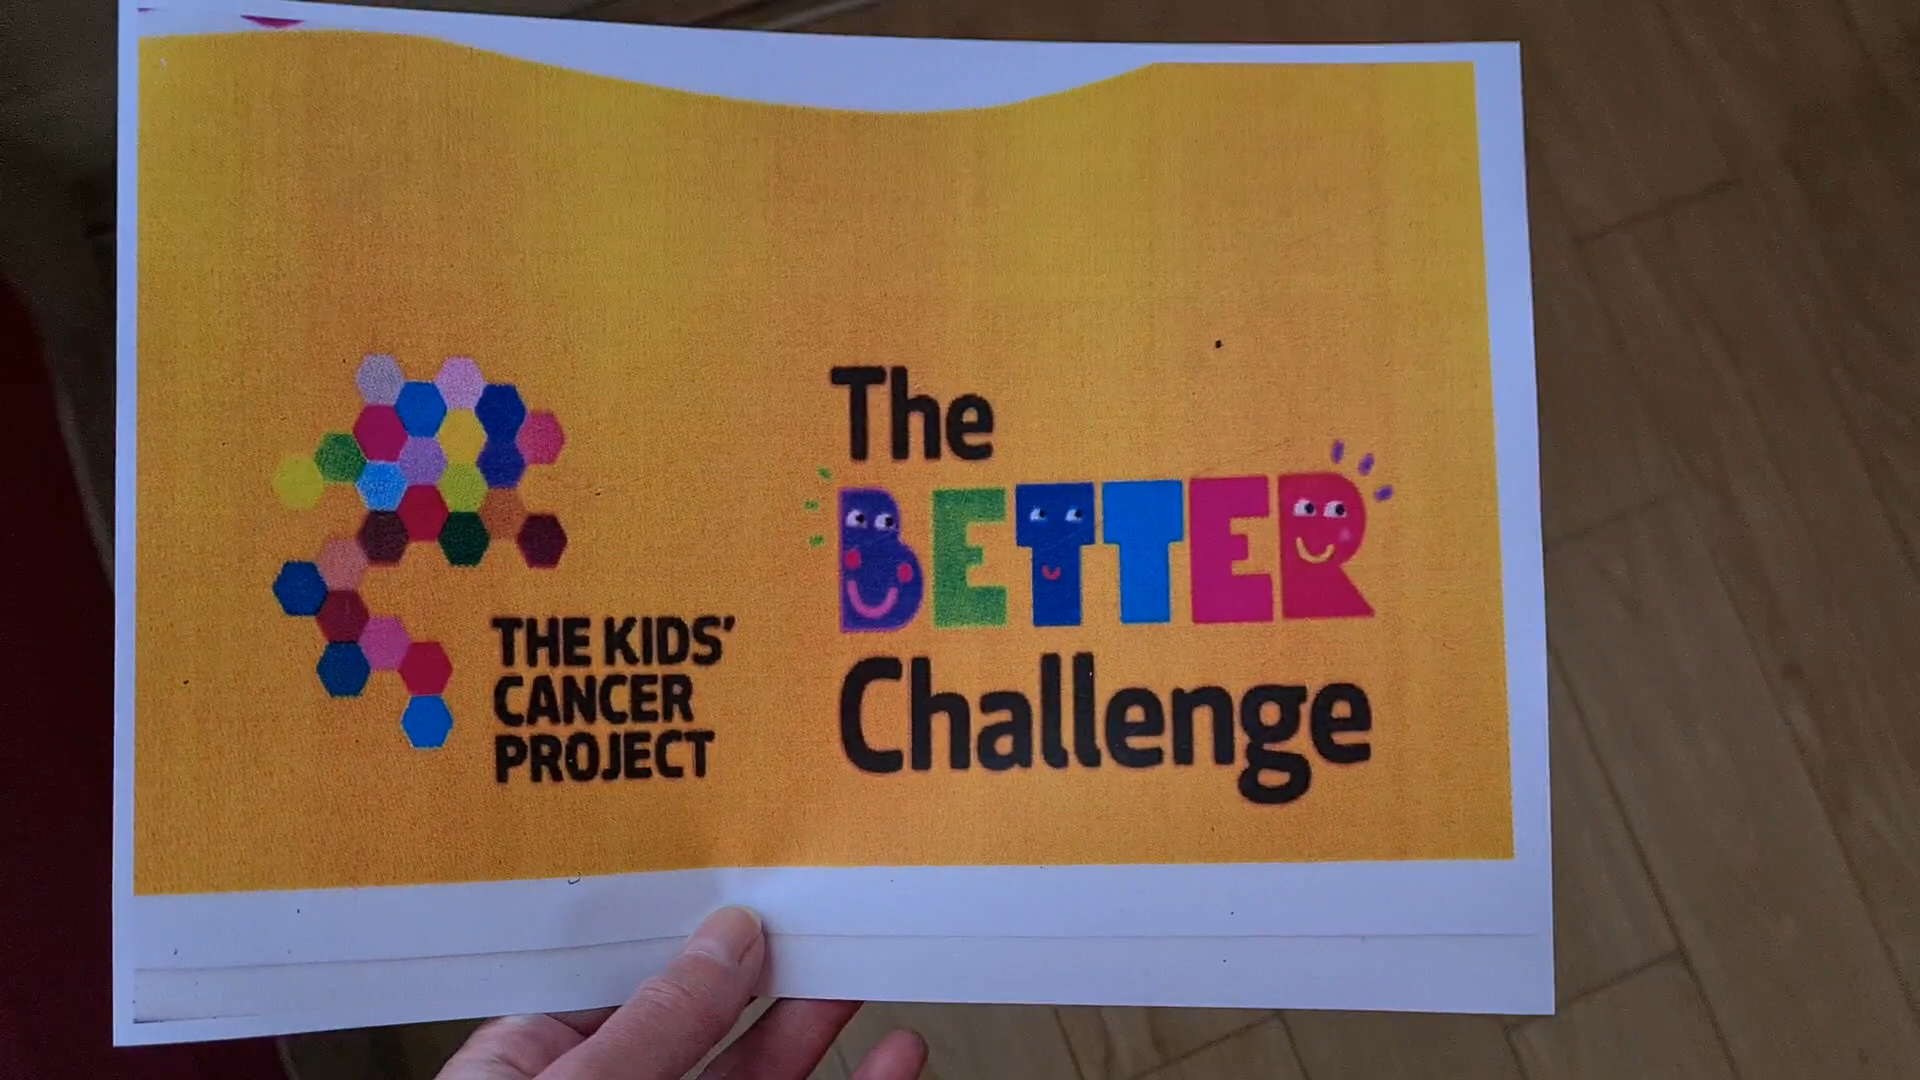 THE KIDS'
CANCER
PROJECT
The
BETTER
Challenge